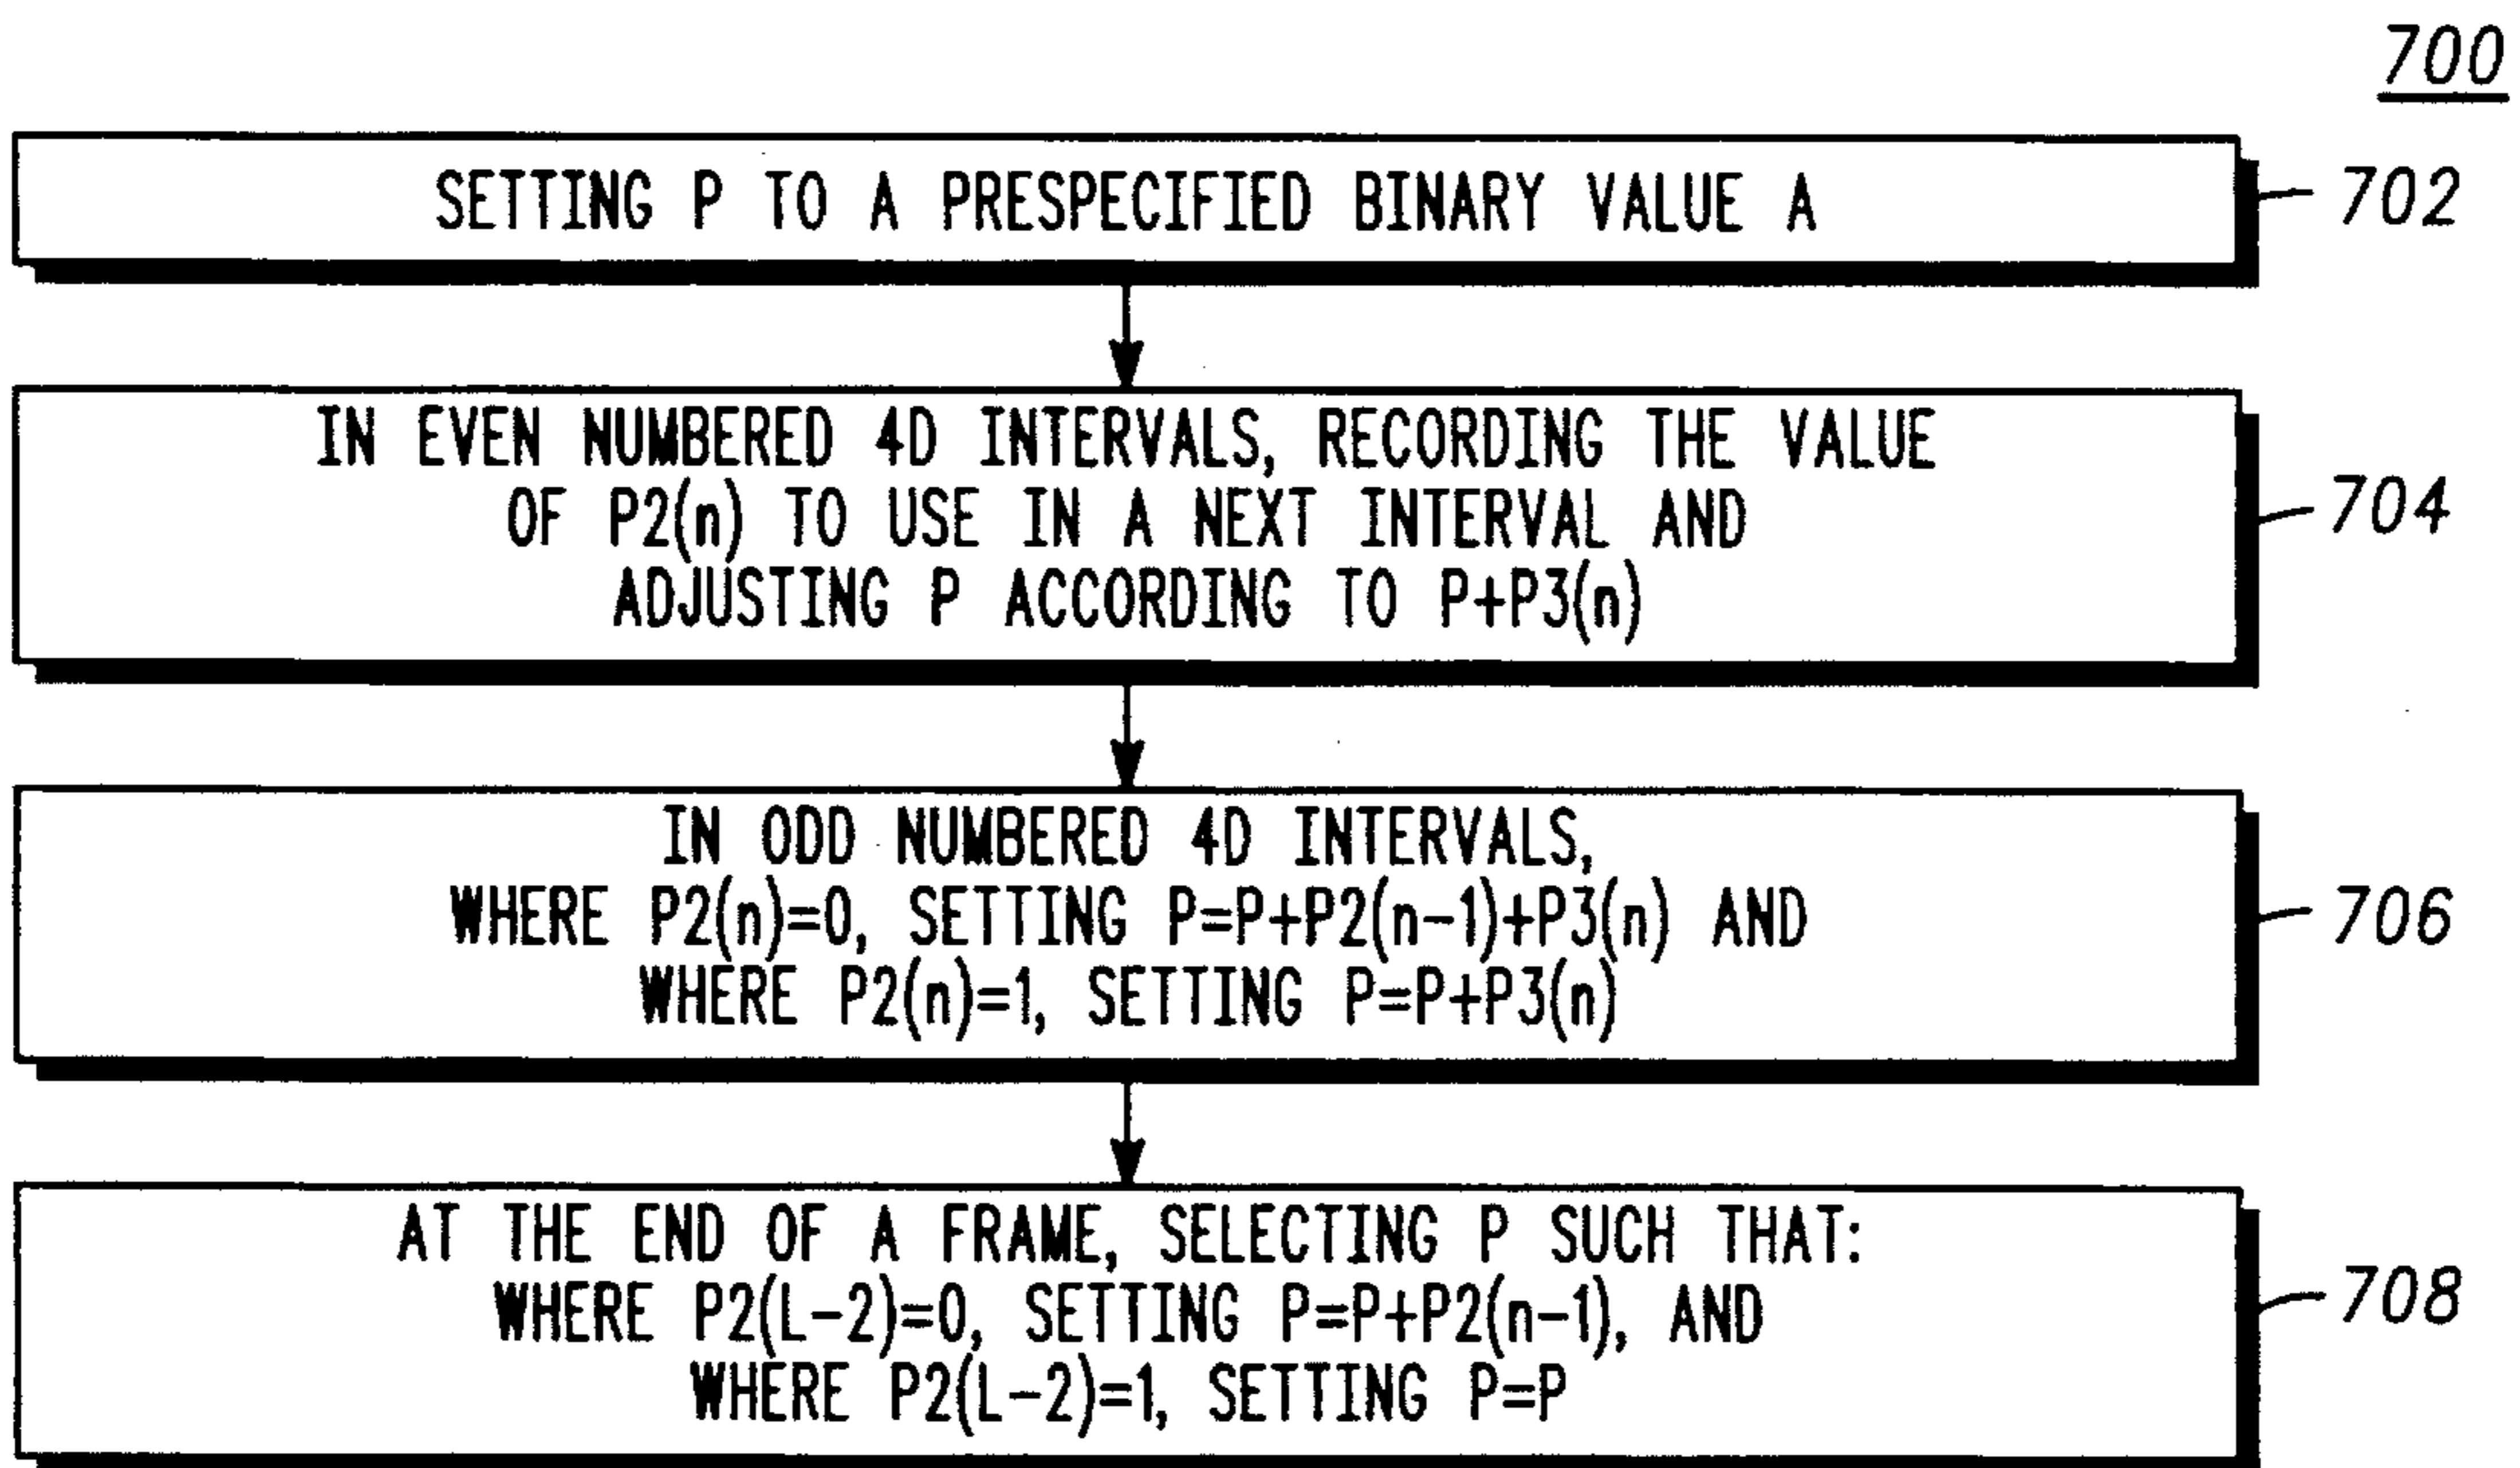 700
SETTING P TO A PRESPECIFIED BINARY VALUE A
702
IN EVEN NUMBERED 4D INTERVALS, RECORDING THE VALUE
OF P2(n) TO USE IN A NEXT INTERVAL AND
ADJUSTING P ACCORDING TO P+P3(n)
704
IN ODD NUMBERED 4D INTERVALS,
WHERE P2(n)=0, SETTING P=P+P2(n-1)+P3(n) AND
WHERE P2(n)=1, SETTING P=P+P3(n)
706
AT THE END OF A FRAME, SELECTING P SUCH THAT:
WHERE P2(L-2)=0, SETTING P=P+P2(n-1), AND
WHERE P2(L-2)=1, SETTING P=P
708